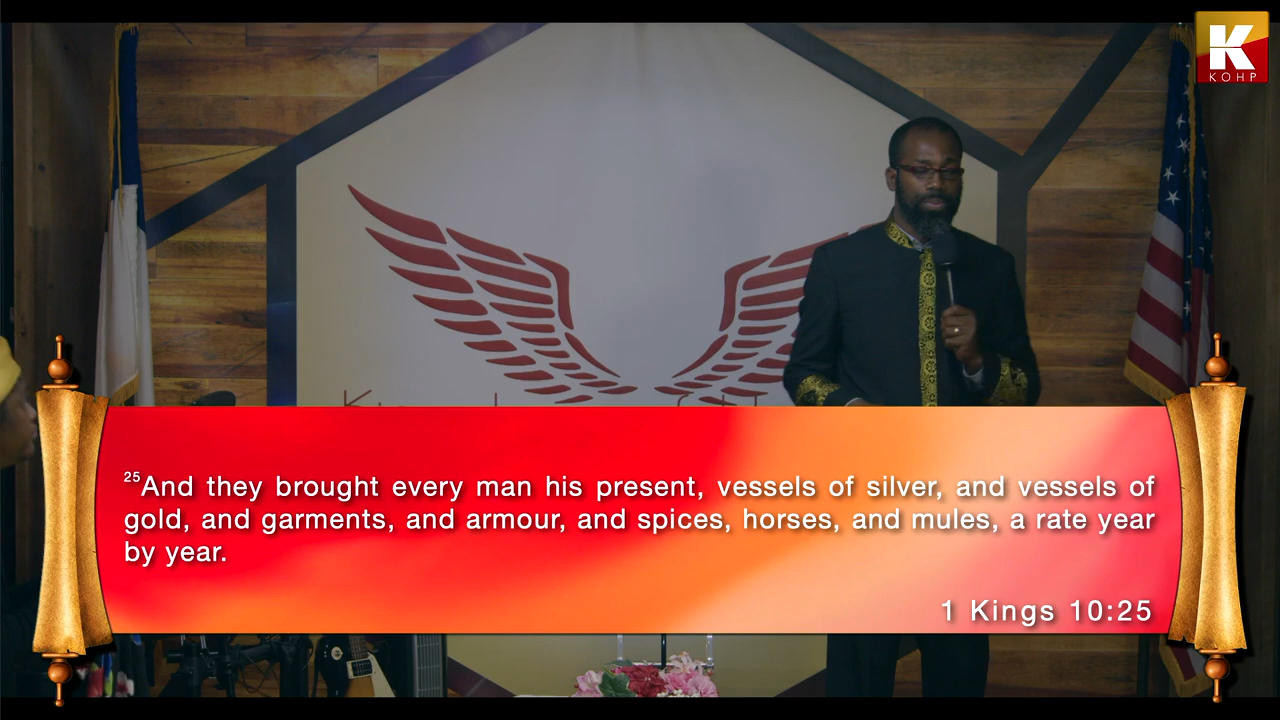 K
KOHP
25And they brought every man his present, vessels of silver, and vessels of
gold, and garments, and armour, and spices, horses, and mules, a rate year
by year.
1 Kings 10:25